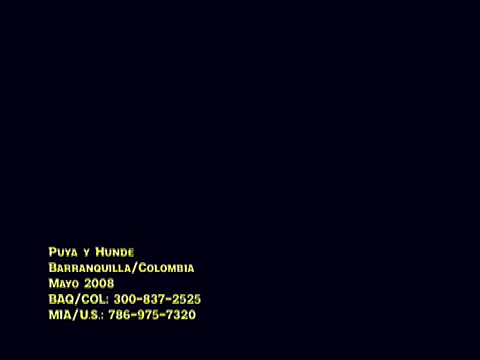 Puya y Hunde
Barranquilla/Colombia
Mayo 2008
BAQ/COL: 300-837-2525
MIA/U.S.: 786-975-7320